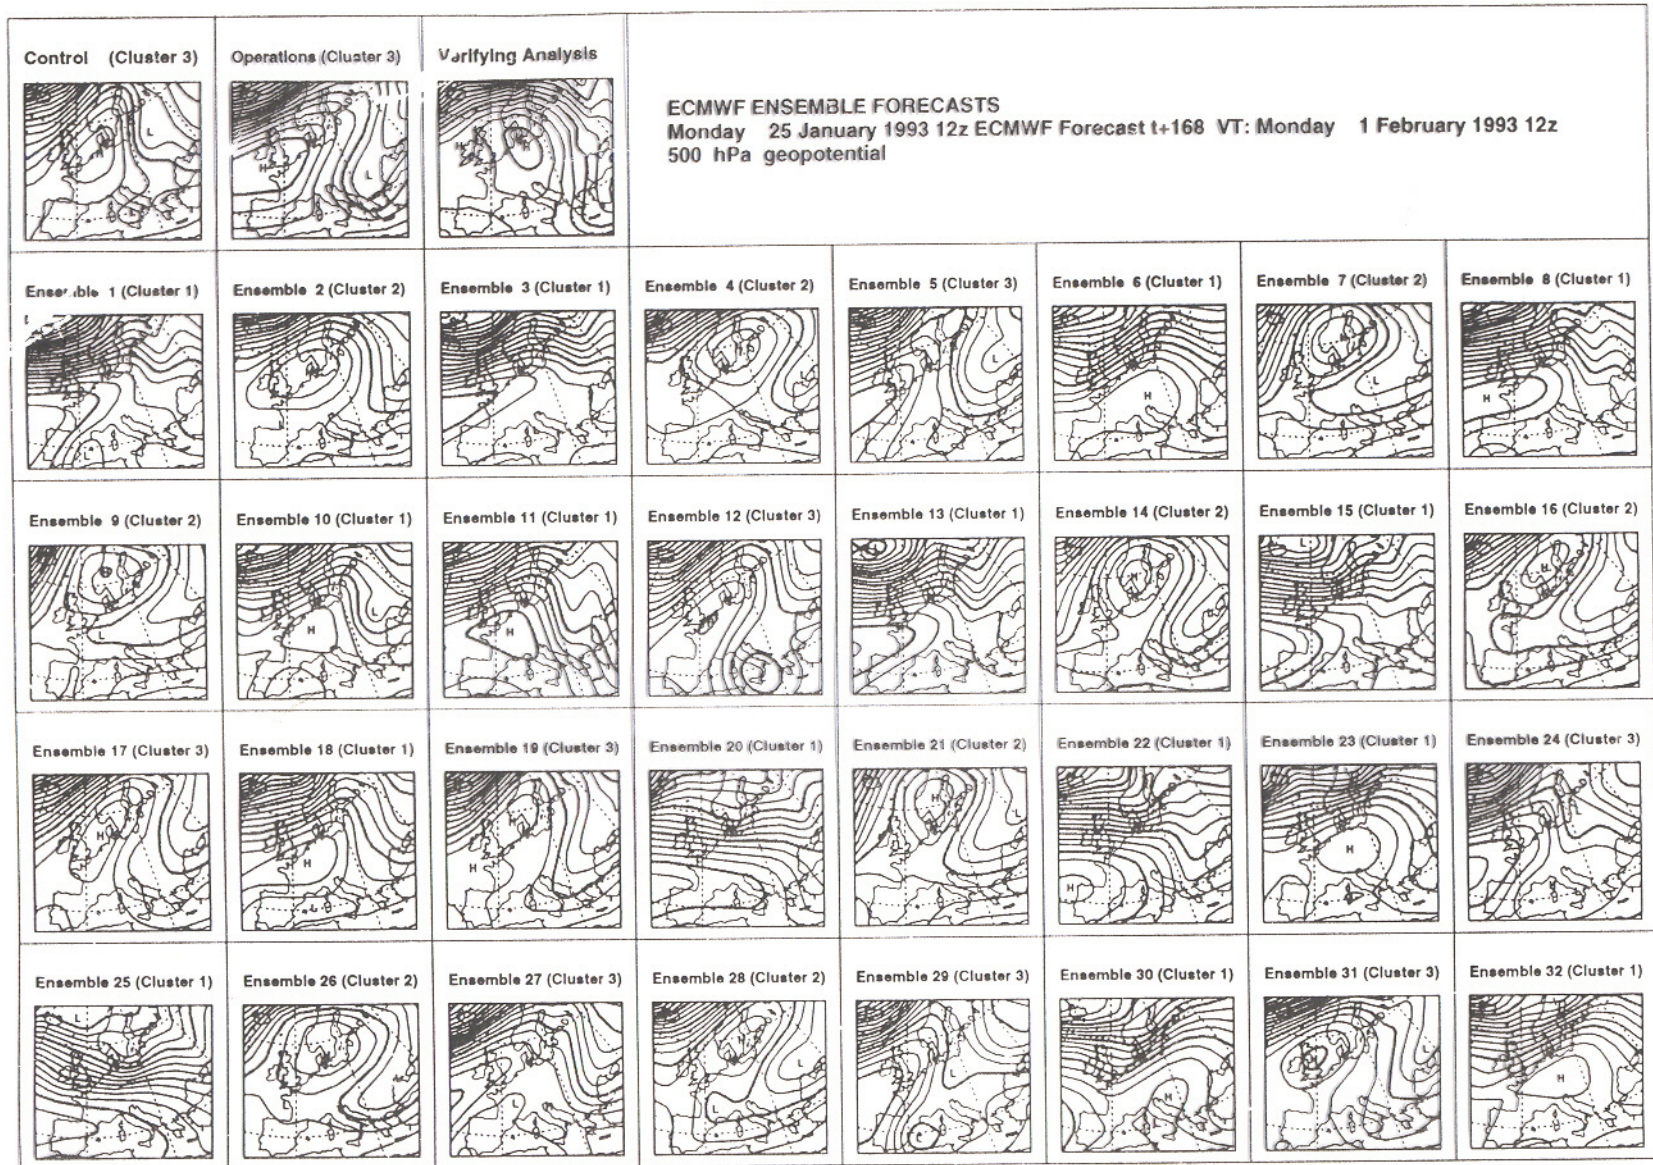 Control (Cluster 3)
Operations (Cluster 3)
Verifying Analysis
ECMWF ENSEMBLE FORECASTS
Monday 25 January 1993 12z ECMWF Forecast t+168 VT: Monday 1 February 1993 12z
500 hPa geopotential
Ensemble 1 (Cluster 1)
Ensemble 2 (Cluster 2)
Ensemble 3 (Cluster 1)
Ensemble 4 (Cluster 2)
Ensemble 5 (Cluster 3)
Ensemble 6 (Cluster 1)
Ensemble 7 (Cluster 2)
Ensemble 8 (Cluster 1)
Ensemble 9 (Cluster 2)
Ensemble 10 (Cluster 1)
Ensemble 11 (Cluster 1)
Ensemble 12 (Cluster 3)
Ensemble 13 (Cluster 1)
Ensemble 14 (Cluster 2)
Ensemble 15 (Cluster 1)
Ensemble 16 (Cluster 2)
Ensemble 17 (Cluster 3)
Ensemble 18 (Cluster 1)
Ensemble 19 (Cluster 3)
Ensemble 20 (Cluster 1)
Ensemble 21 (Cluster 2)
Ensemble 22 (Cluster 1)
Ensemble 23 (Cluster 1)
Ensemble 24 (Cluster 3)
Ensemble 25 (Cluster 1)
Ensemble 26 (Cluster 2)
Ensemble 27 (Cluster 3)
Ensemble 28 (Cluster 2)
Ensemble 29 (Cluster 3)
Ensemble 30 (Cluster 1)
Ensemble 31 (Cluster 3)
Ensemble 32 (Cluster 1)